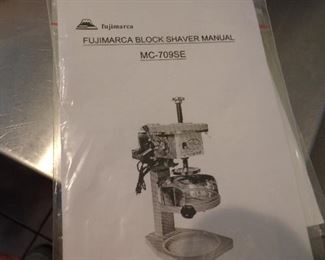 fujimarca
FUJIMARCA BLOCK SHAVER MANUAL
MC-709SE